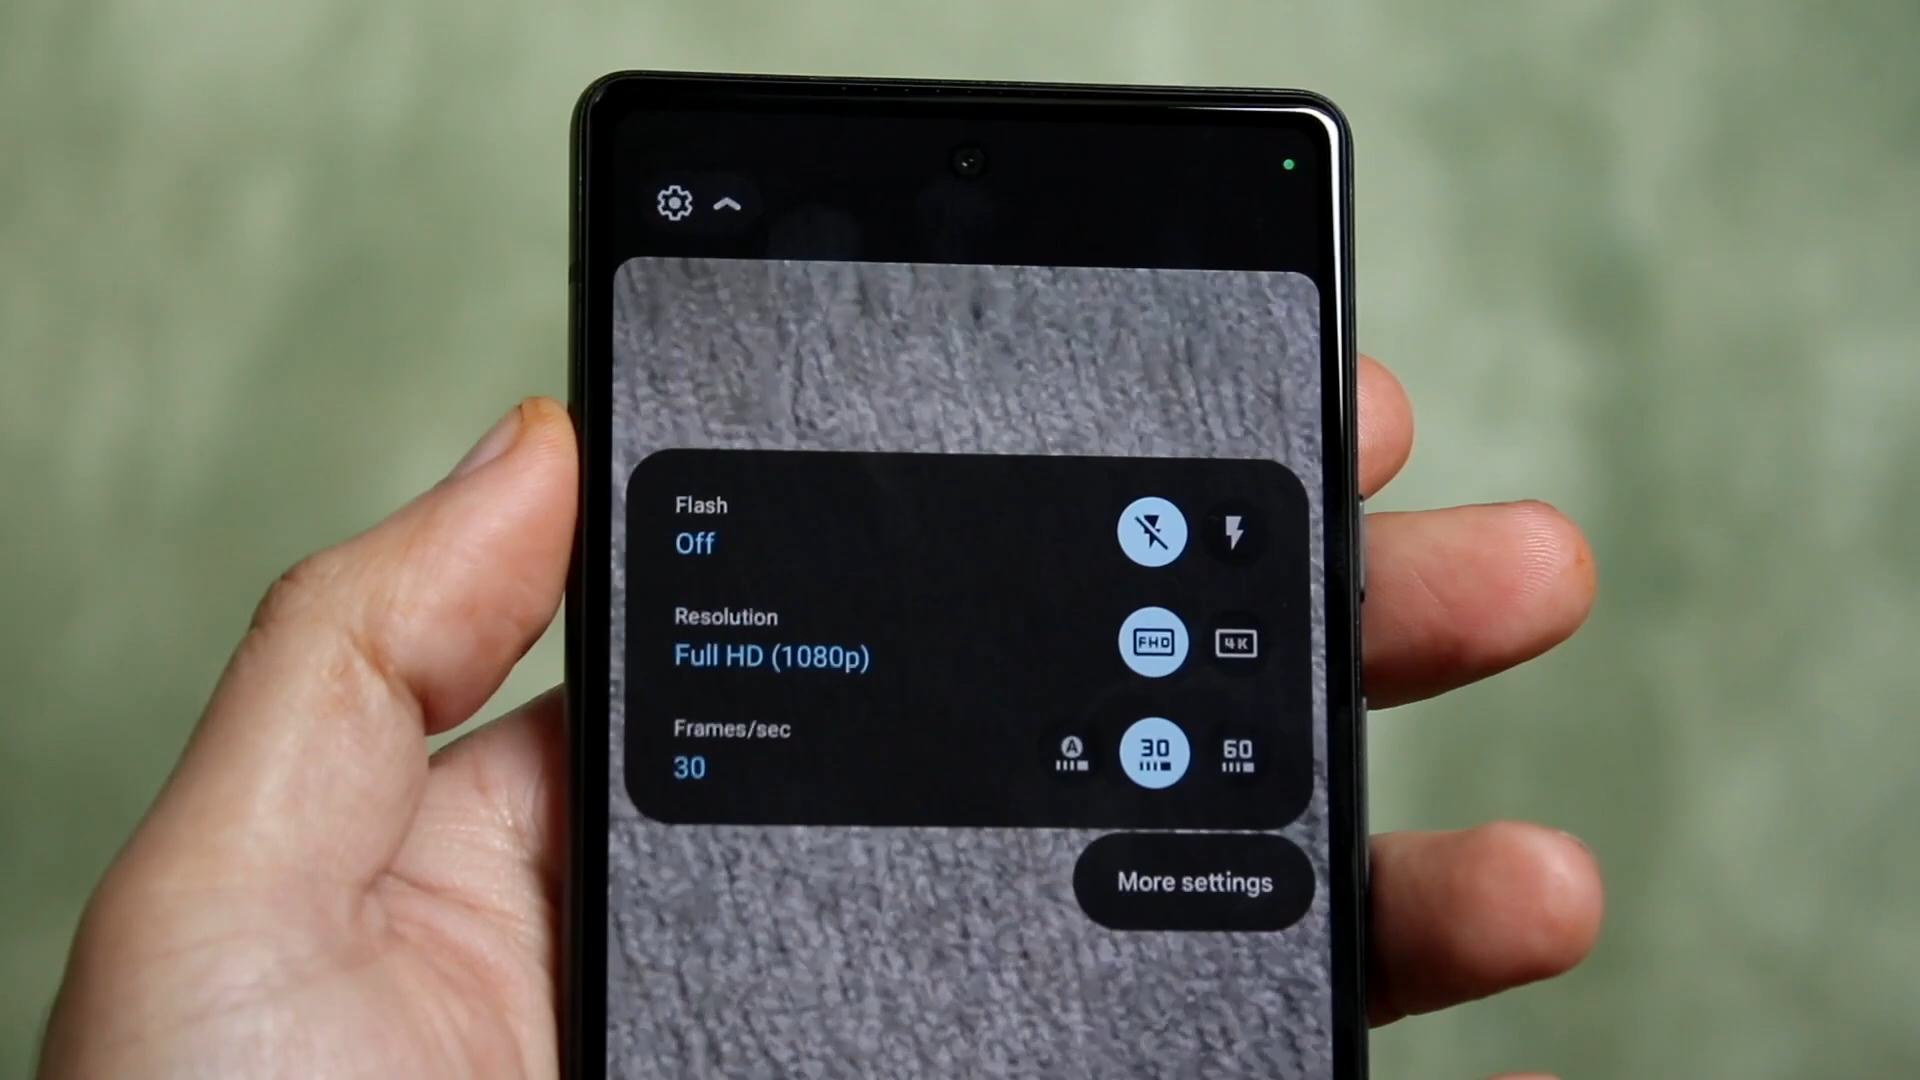 Flash
Off
Resolution
Full HD (1080p)
FHD
4K
Frames/sec
30
A
30
60
More settings